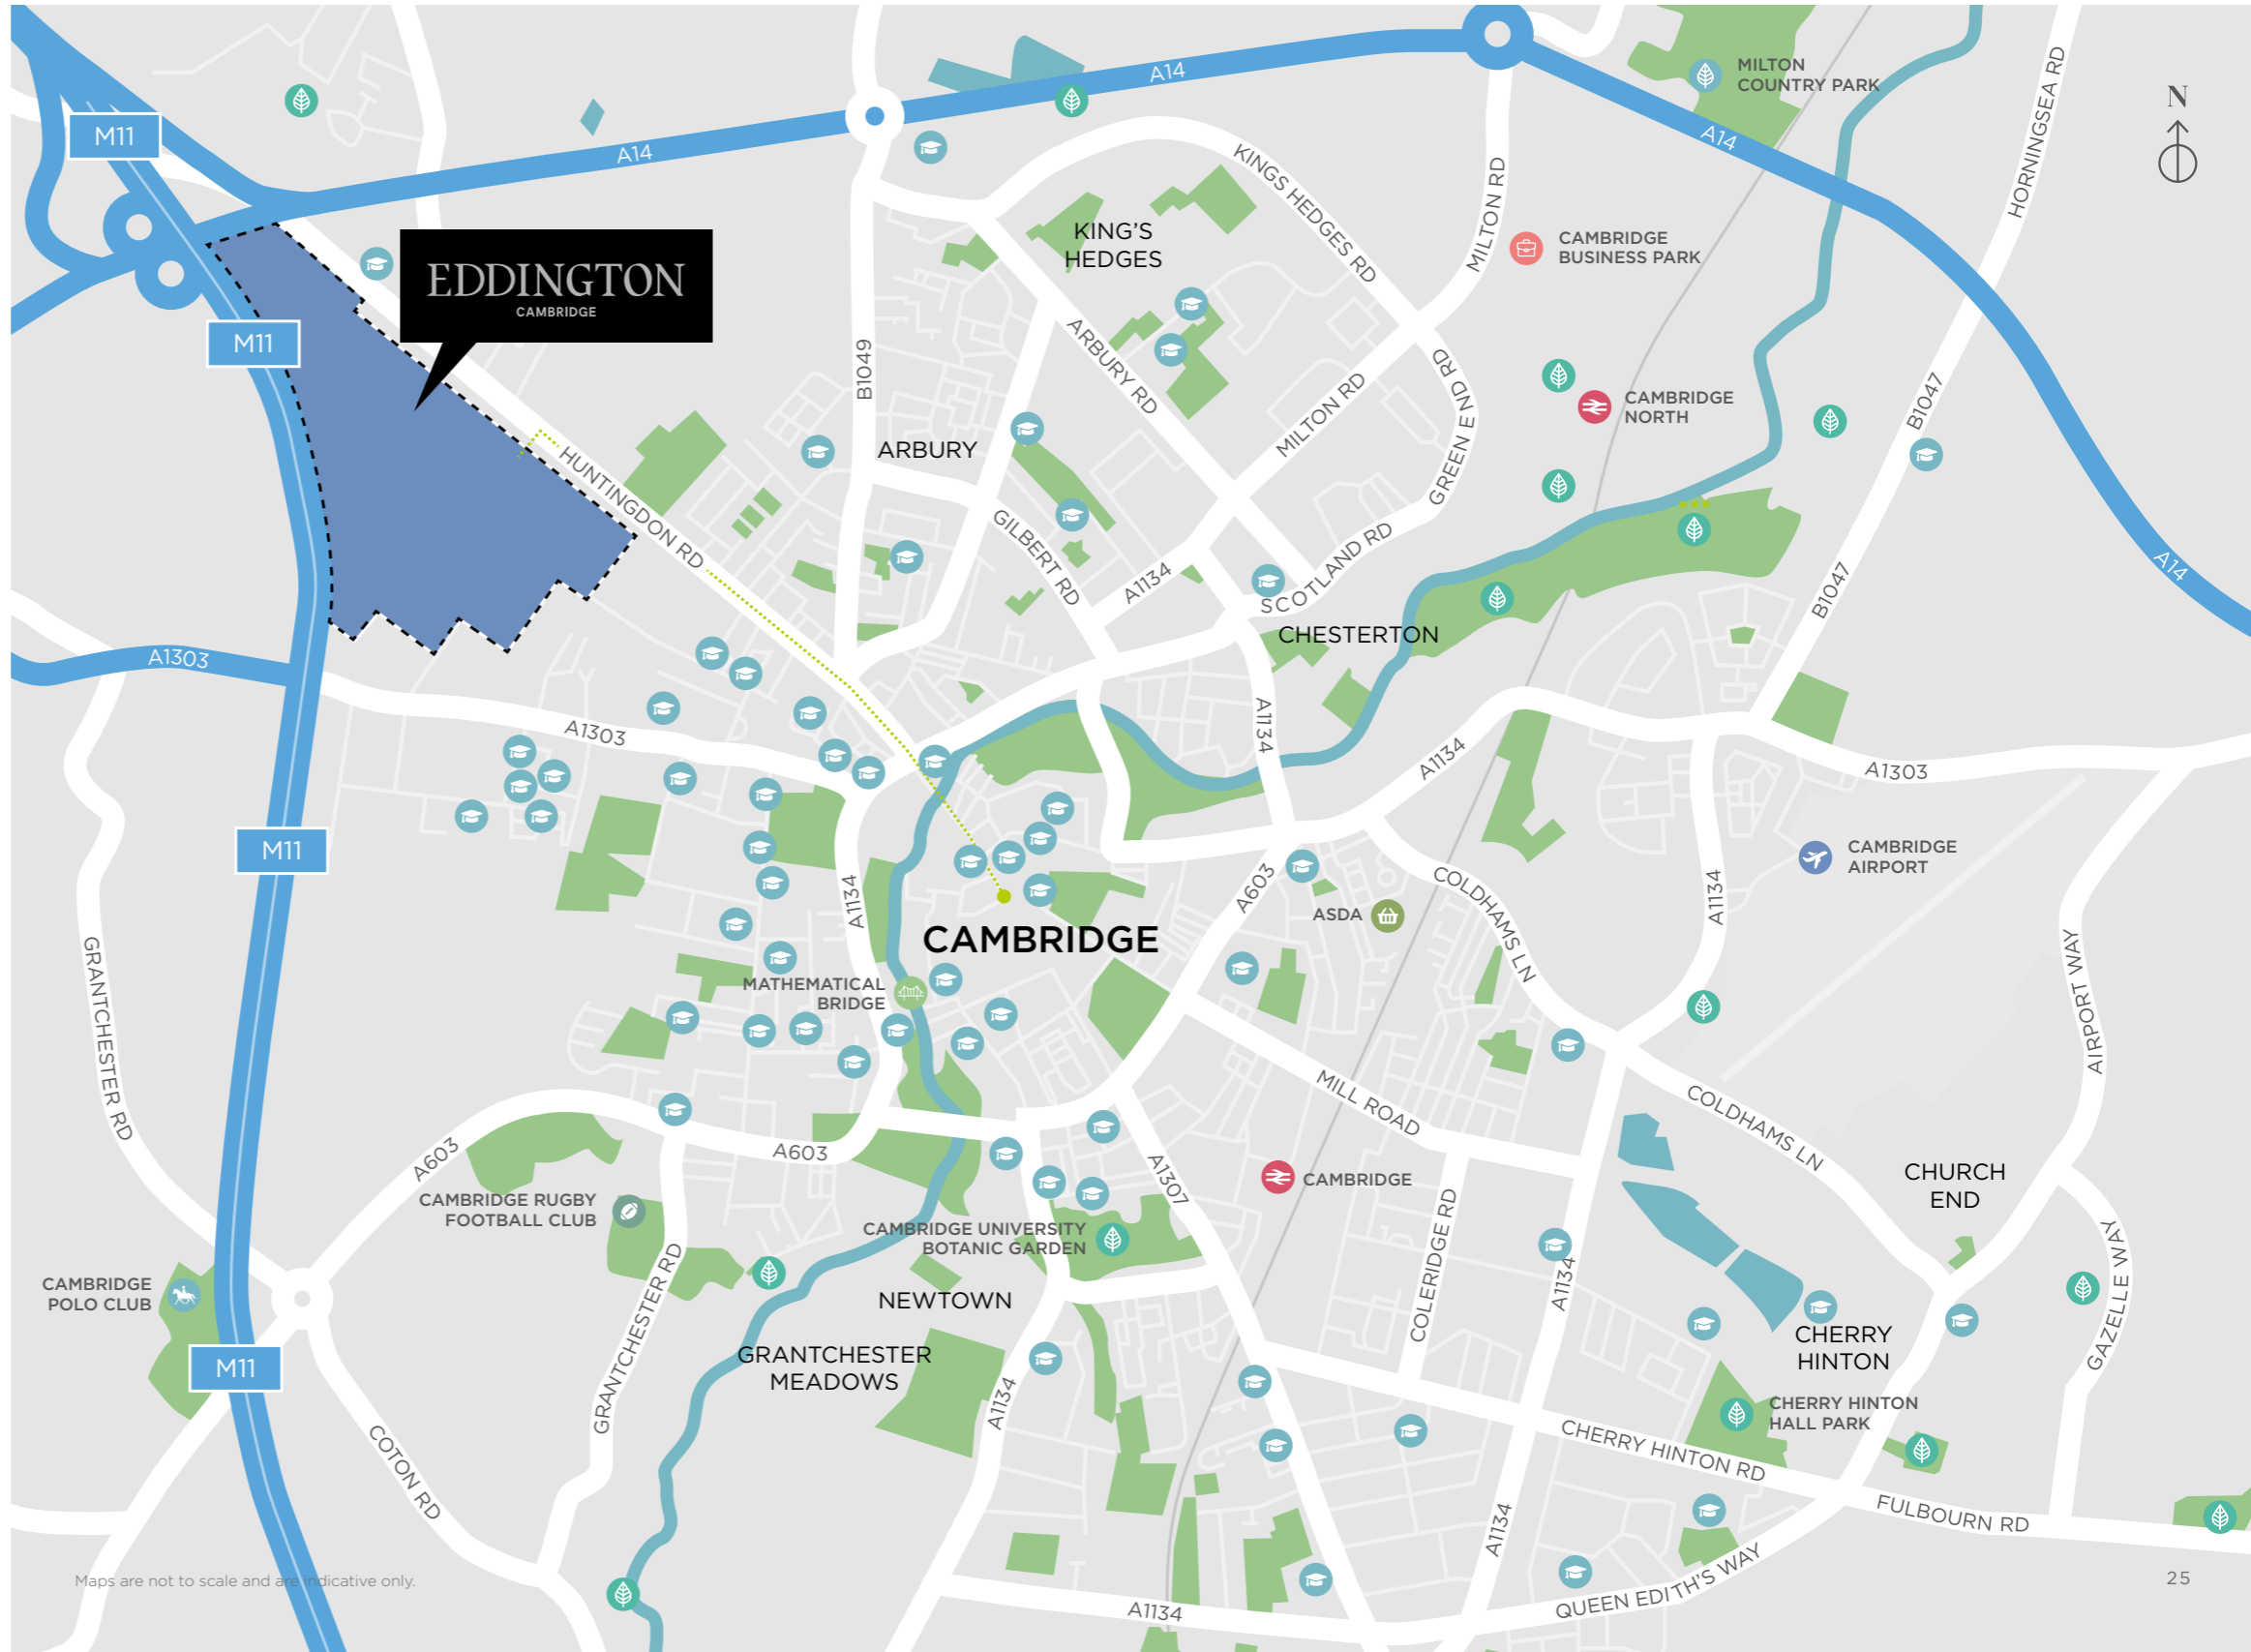 A14
MILTON
COUNTRY PARK
M11
A14
A14
N
HORNINGSEA RD
KINGS HEDGES RD
MILTON RD
KING'S
HEDGES
CAMBRIDGE
BUSINESS PARK
EDDINGTON
CAMBRIDGE
M11
B1049
ARBURY RD
MILTON RD
GREEN END RD
CAMBRIDGE
NORTH
B1047
ARBURY
HUNTINGDON RD
GILBERT RD
A1134
SCOTLAND RD
CHESTERTON
B1047
A14
A1303
A1303
A1134
A1134
A1303
M11
CAMBRIDGE
AIRPORT
A1134
A603
COLDHAMS LN
A1134
ASDA
CAMBRIDGE
GRANTCHESTER RD
MATHEMATICAL
BRIDGE
AIRPORT WAY
MILL ROAD
COLDHAMS LN
A603
A603
A1307
CAMBRIDGE
CHURCH
END
CAMBRIDGE RUGBY
FOOTBALL CLUB
CAMBRIDGE UNIVERSITY
BOTANIC GARDEN
COLERIDGE RD
A1134
GAZELLE WAY
CAMBRIDGE
POLO CLUB
GRANTCHESTER RD
NEWTOWN
CHERRY
HINTON
M11
GRANTCHESTER
MEADOWS
A1134
CHERRY HINTON
HALL PARK
COTON RD
CHERRY HINTON RD
FULBOURN RD
A1134
QUEEN EDITH'S WAY
A1134
Maps are not to scale and are indicative only.
25